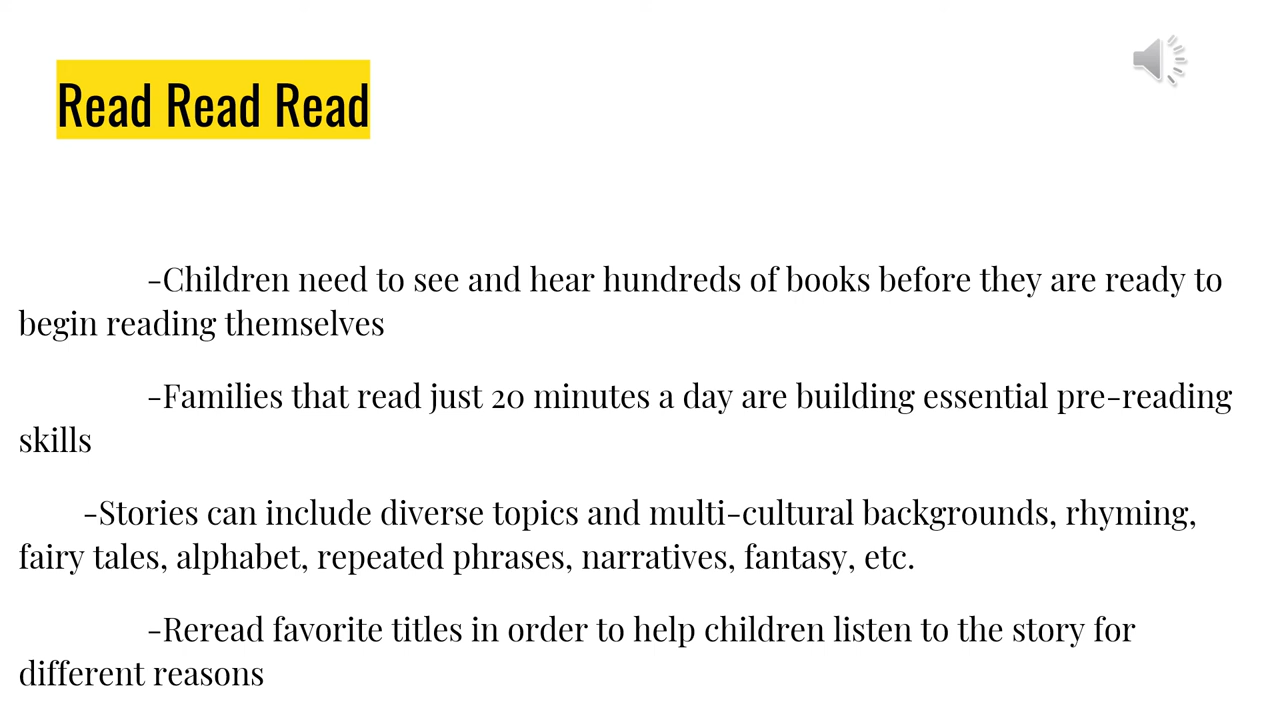 Read Read Read
-Children need to see and hear hundreds of books before they are ready to
begin reading themselves
-Families that read just 20 minutes a day are building essential pre-reading
skills
-Stories can include diverse topics and multi-cultural backgrounds, rhyming,
fairy tales, alphabet, repeated phrases, narratives, fantasy, etc.
-Reread favorite titles in order to help children listen to the story for
different reasons